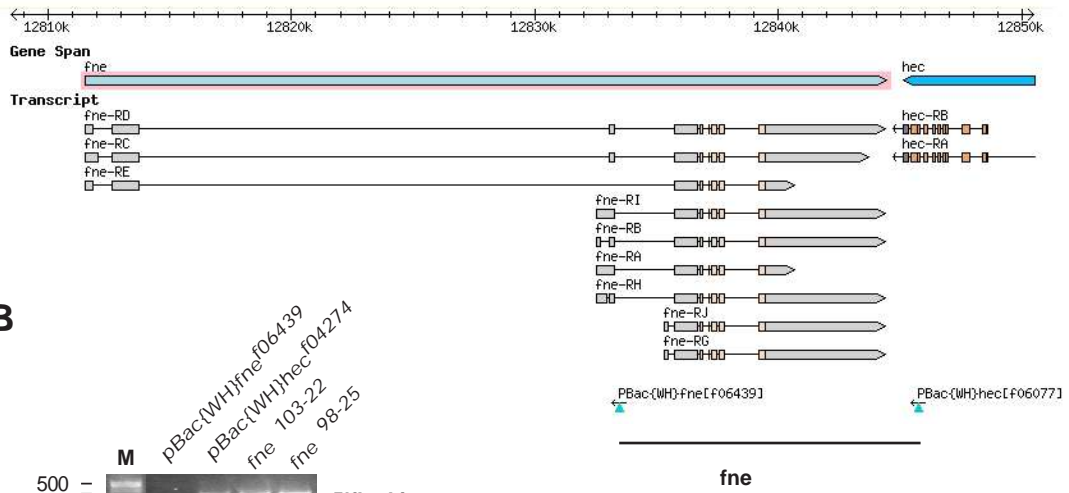 12810k 12820k 12830k 12840k 12850k
Gene Span
fne hec
Transcript
fne-RD hec-RB
fne-RC hec-RA
fne-RE
fne-RI
fne-RB
fne-RA
fne-RH
fne-RJ
fne-RG
PBac{WH}fne[f06439] PBac{WH}hec[f06077]
fne
B
pBac{WH}fne f06439
pBac{WH}hec f04274
fne 103-22
fne 98-25
M
500 –